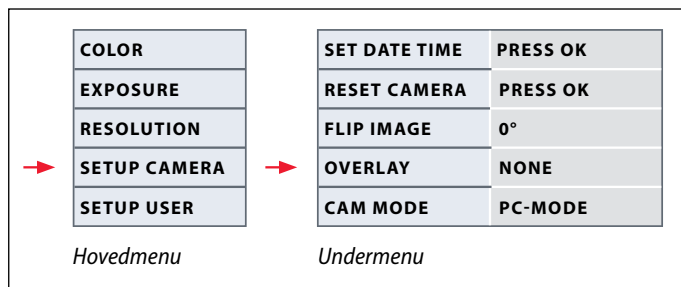 COLOR
EXPOSURE
RESOLUTION
SETUP CAMERA
SETUP USER
Hovedmenu
SET DATE TIME PRESS OK
RESET CAMERA PRESS OK
FLIP IMAGE 0°
OVERLAY NONE
CAM MODE PC-MODE
Undermenu